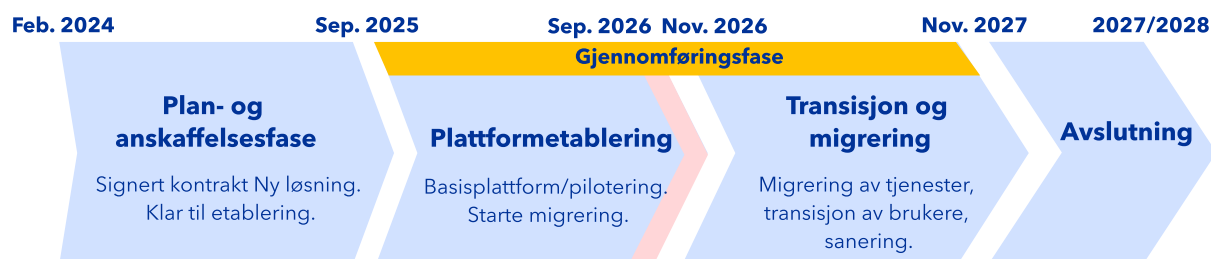 Feb. 2024
Sep. 2025
Sep. 2026
Nov. 2026
Nov. 2027
2027/2028
Gjennomføringsfase
Plan- og
anskaffelsesfase
Signert kontrakt Ny løsning.
Klar til etablering.
Plattformetablering
Basisplattform/pilotering.
Starte migrering.
Transisjon og
migrering
Migrering av tjenester,
transisjon av brukere,
sanering.
Avslutning